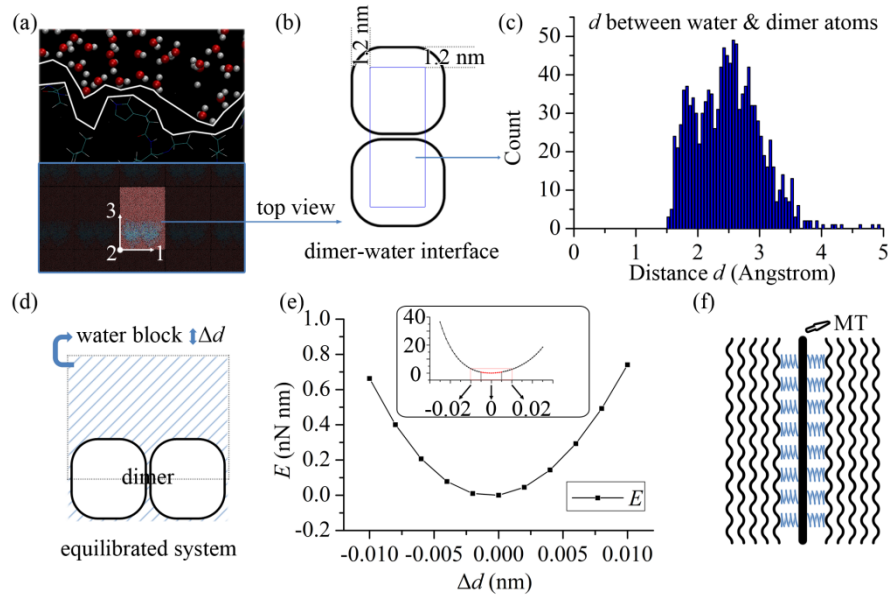 (a)
3
2
1
top view
(b)
1.2 nm
1.2 nm
dimer-water interface
(c)
d between water & dimer atoms
50
40
30
20
10
0
Count
0
1
2
3
4
5
Distance d (Angstrom)
(d)
water block
Δd
dimer
equilibrated system
(e)
1.0
0.8
0.6
0.4
0.2
0.0
-0.2
E (nN nm)
40
20
0
-0.02
0
0.02
E
-0.010
-0.005
0.000
0.005
0.010
Δd (nm)
(f)
MT